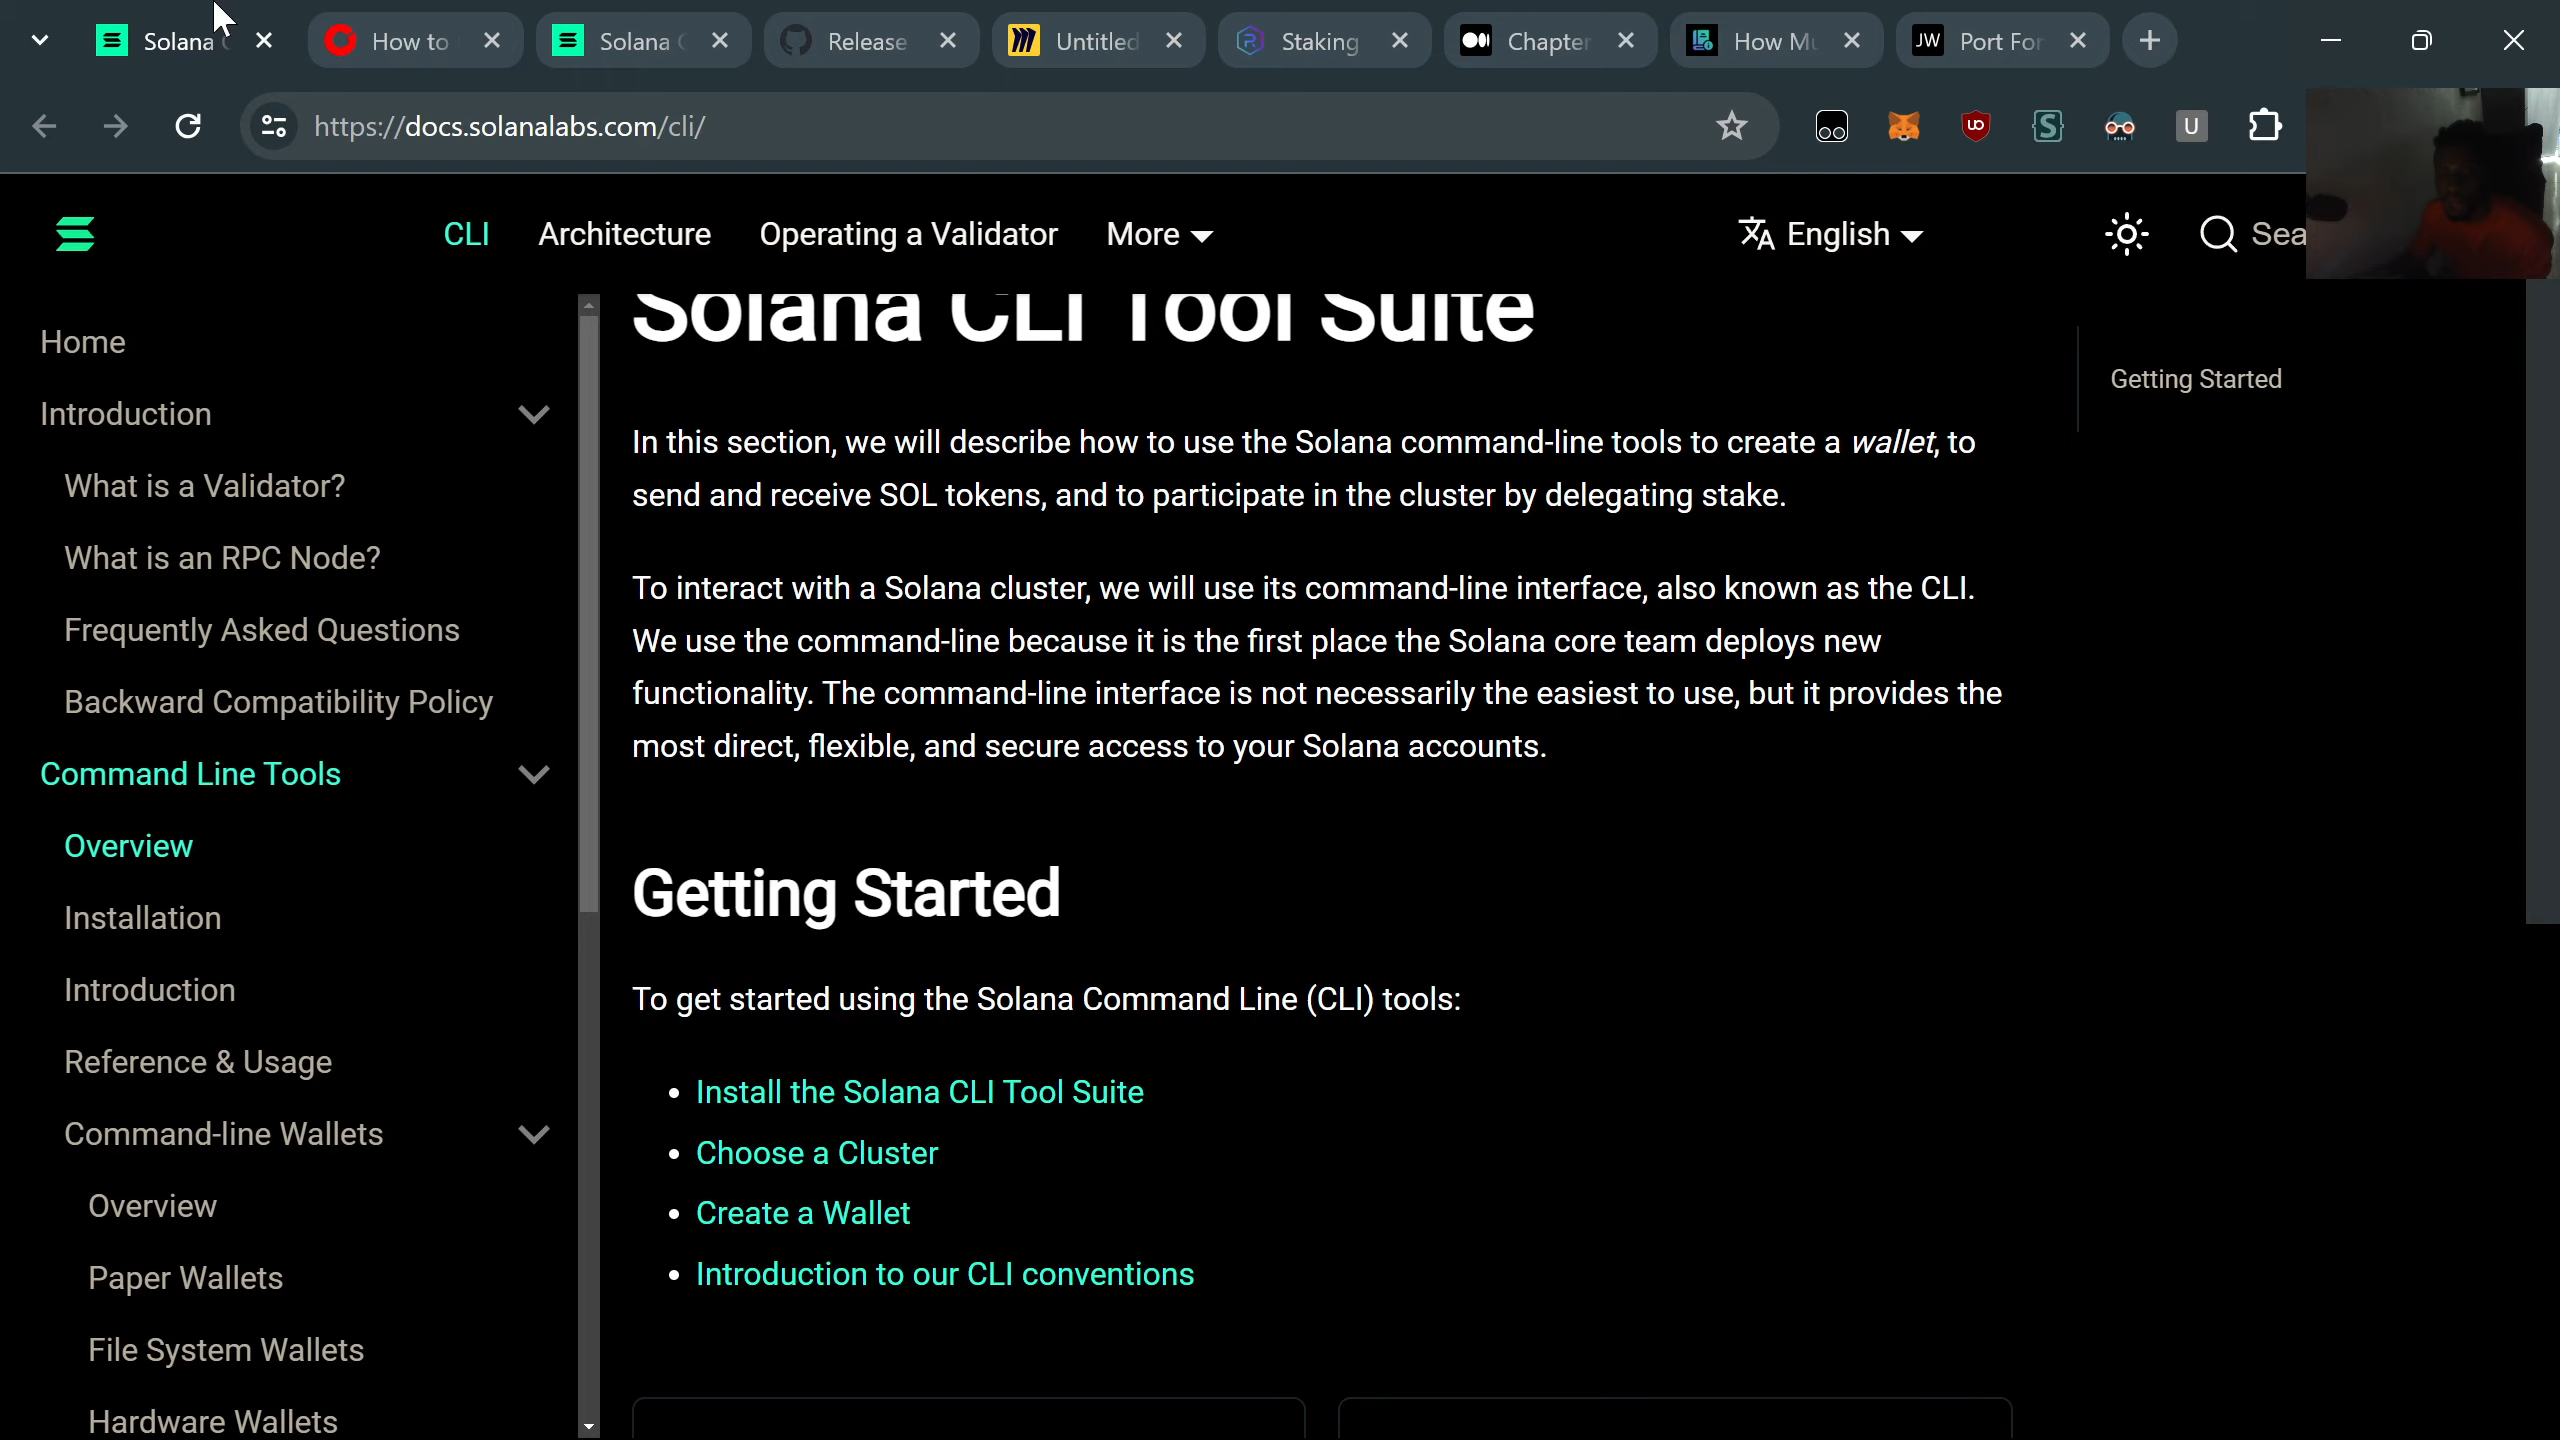 Solana
How to
Solana
Release
Untitled
Staking
Chapter
How Mu
Port For
https://docs.solanalabs.com/cli/
CLI
Architecture
Operating a Validator
More
English
Sea
Home
Introduction
What is a Validator?
What is an RPC Node?
Frequently Asked Questions
Backward Compatibility Policy
Command Line Tools
Overview
Installation
Introduction
Reference & Usage
Command-line Wallets
Overview
Paper Wallets
File System Wallets
Hardware Wallets
Solana CLI Tool Suite
In this section, we will describe how to use the Solana command-line tools to create a wallet, to
send and receive SOL tokens, and to participate in the cluster by delegating stake.
To interact with a Solana cluster, we will use its command-line interface, also known as the CLI.
We use the command-line because it is the first place the Solana core team deploys new
functionality. The command-line interface is not necessarily the easiest to use, but it provides the
most direct, flexible, and secure access to your Solana accounts.
Getting Started
To get started using the Solana Command Line (CLI) tools:
Install the Solana CLI Tool Suite
Choose a Cluster
Create a Wallet
Introduction to our CLI conventions
Getting Started